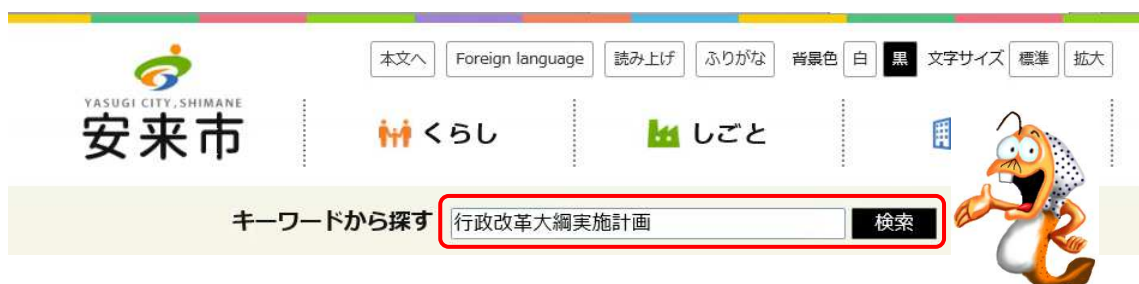 本文へ Foreign language 読み上げ ふりがな 背景色 白 黒 文字サイズ 標準 拡大
YASUGI CITY, SHIMANE
安来市
くらし しごと
キーワードから探す 行政改革大綱実施計画 検索